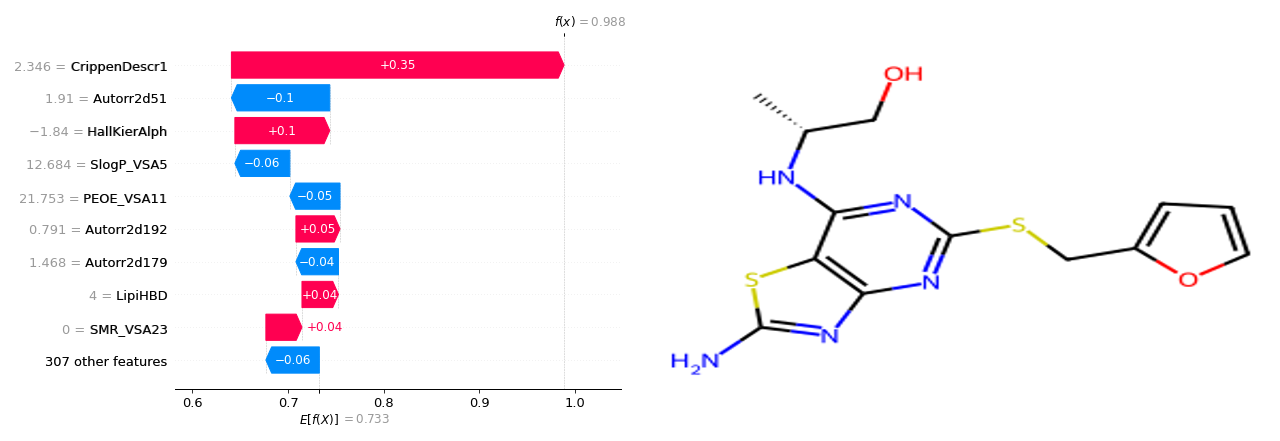 f(x) = 0.988
2.346 = CrippenDescr1
+0.35
1.91 = Autorr2d51
−0.1
−1.84 = HallKierAlph
+0.1
12.684 = SlogP_VSA5
−0.06
21.753 = PEOE_VSA11
−0.05
0.791 = Autorr2d192
+0.05
1.468 = Autorr2d179
−0.04
4 = LipiHBD
+0.04
0 = SMR_VSA23
+0.04
307 other features
−0.06
0.6 0.7 0.8 0.9 1.0
E[f(X)] = 0.733
OH
HN
N
S
S
N
O
N
H2N